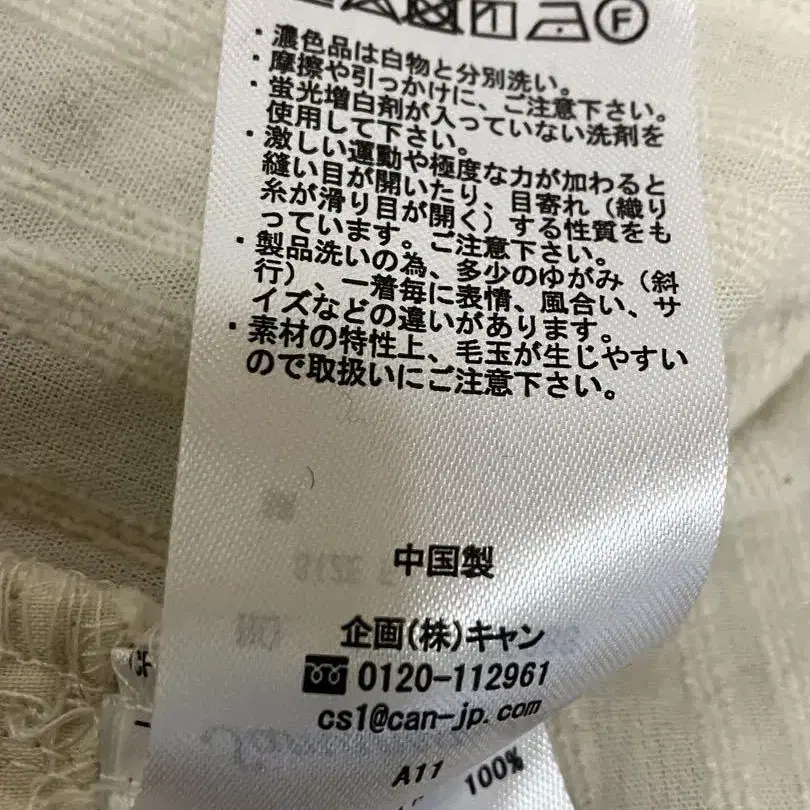 ・濃色品は白物と分別洗い。
・摩擦や引っかけに、ご注意下さい。
・蛍光増白剤が入っていない洗剤を
使用して下さい。
・激しい運動や極度な力が加わると
縫い目が開いたり、目寄れ（織り
糸が滑り目が開く）する性質をも
っています。ご注意下さい。
・製品洗いの為、多少のゆがみ（斜
行）、一着毎に表情、風合い、サ
イズなどの違いがあります。
・素材の特性上、毛玉が生じやすい
ので取扱いにご注意下さい。
中国製
企画(株)キャン
0120-112961
cs1@can-jp.com
A11
100%